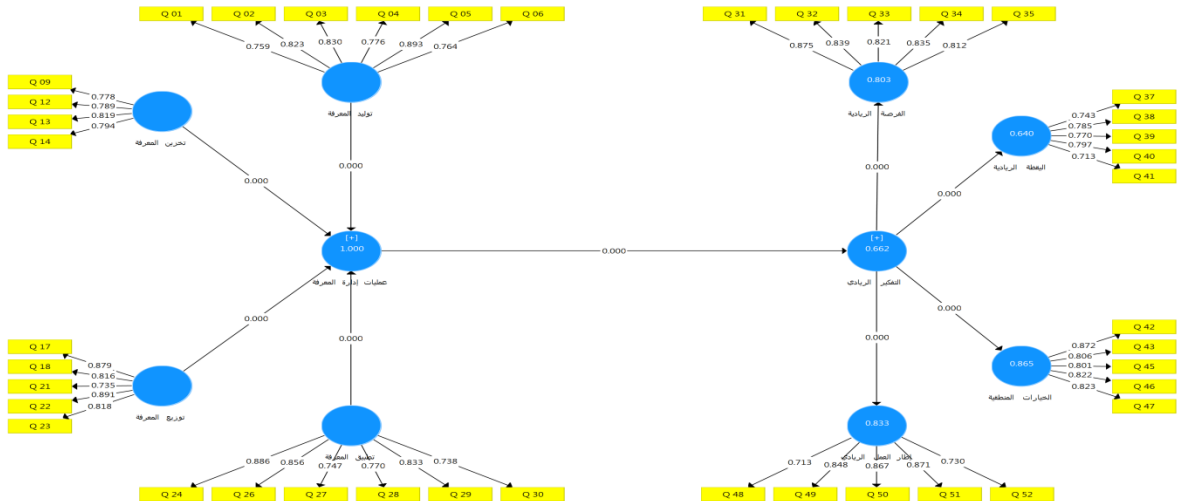 Q 01 Q 02 Q 03 Q 04 Q 05 Q 06
0.759 0.823 0.830 0.776 0.893 0.764
توليد المعرفة
Q 09
Q 12
Q 13
Q 14
0.778
0.789
0.819
0.794
تخزين المعرفة
0.000
0.000
[+]
1.000
عمليات إدارة المعرفة
0.000
0.000
Q 17
Q 18
Q 21
Q 22
Q 23
0.879
0.816
0.735
0.891
0.818
توزيع المعرفة
تطبيق المعرفة
0.886 0.856 0.747 0.770 0.833 0.738
Q 24 Q 26 Q 27 Q 28 Q 29 Q 30
0.000
Q 31 Q 32 Q 33 Q 34 Q 35
0.875 0.839 0.821 0.835 0.812
0.803
الفرصة الريادية
0.000
0.000
[+]
0.662
التفكير الريادي
0.000
0.000
0.640
اليقظة الريادية
0.743
0.785
0.770
0.797
0.713
Q 37
Q 38
Q 39
Q 40
Q 41
0.865
الخيارات المنطقية
0.872
0.806
0.801
0.822
0.823
Q 42
Q 43
Q 45
Q 46
Q 47
0.833
إطار العمل الريادي
0.713 0.848 0.867 0.871 0.730
Q 48 Q 49 Q 50 Q 51 Q 52